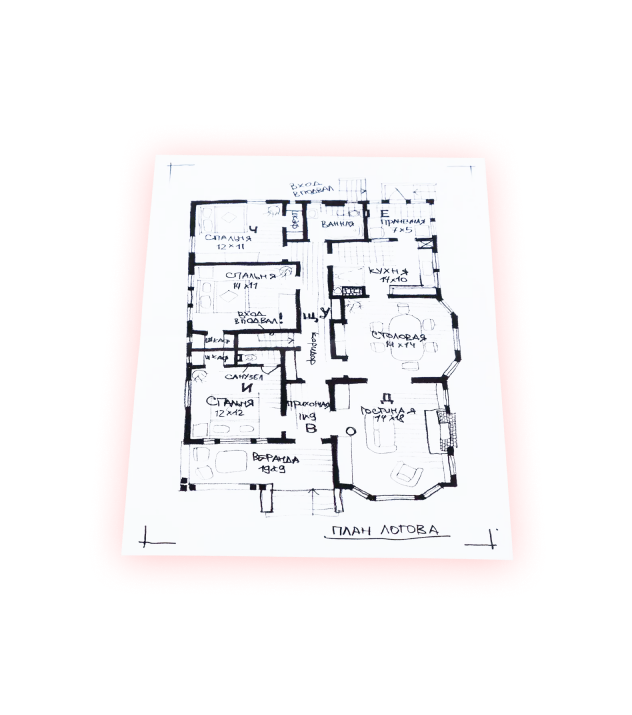 ВХОД
В ПОДВАЛ
Ч
СПАЛЬНЯ
12×11
ШКАФ
ВАННАЯ
Е
ПРАЧЕЧНАЯ
7×5
СПАЛЬНЯ
14×11
КУХНЯ
14×10
ВХОД
В ПОДВАЛ!
ЩУ
КОРИДОР
СТОЛОВАЯ
14×14
ШКАФ
ШКАФ
САНУЗЕЛ
И
СПАЛЬНЯ
12×12
ПРИХОЖАЯ
11×9
В
Д
ГОСТИНАЯ
14×18
ВЕРАНДА
19×9
ПЛАН ЛОГОВА